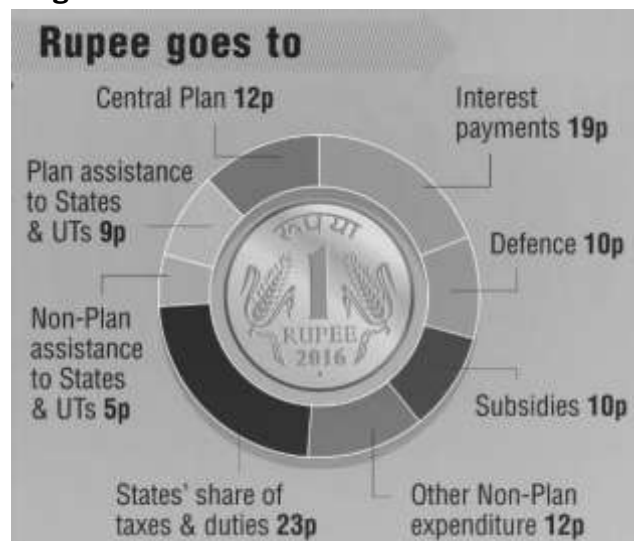 Rupee goes to
Central Plan 12p
Interest
payments 19p
Plan assistance
to States
& UTs 9p
Defence 10p
Non-Plan
assistance
to States
& UTs 5p
Subsidies 10p
States' share of
taxes & duties 23p
Other Non-Plan
expenditure 12p
रुपया
1
RUPEE
2016